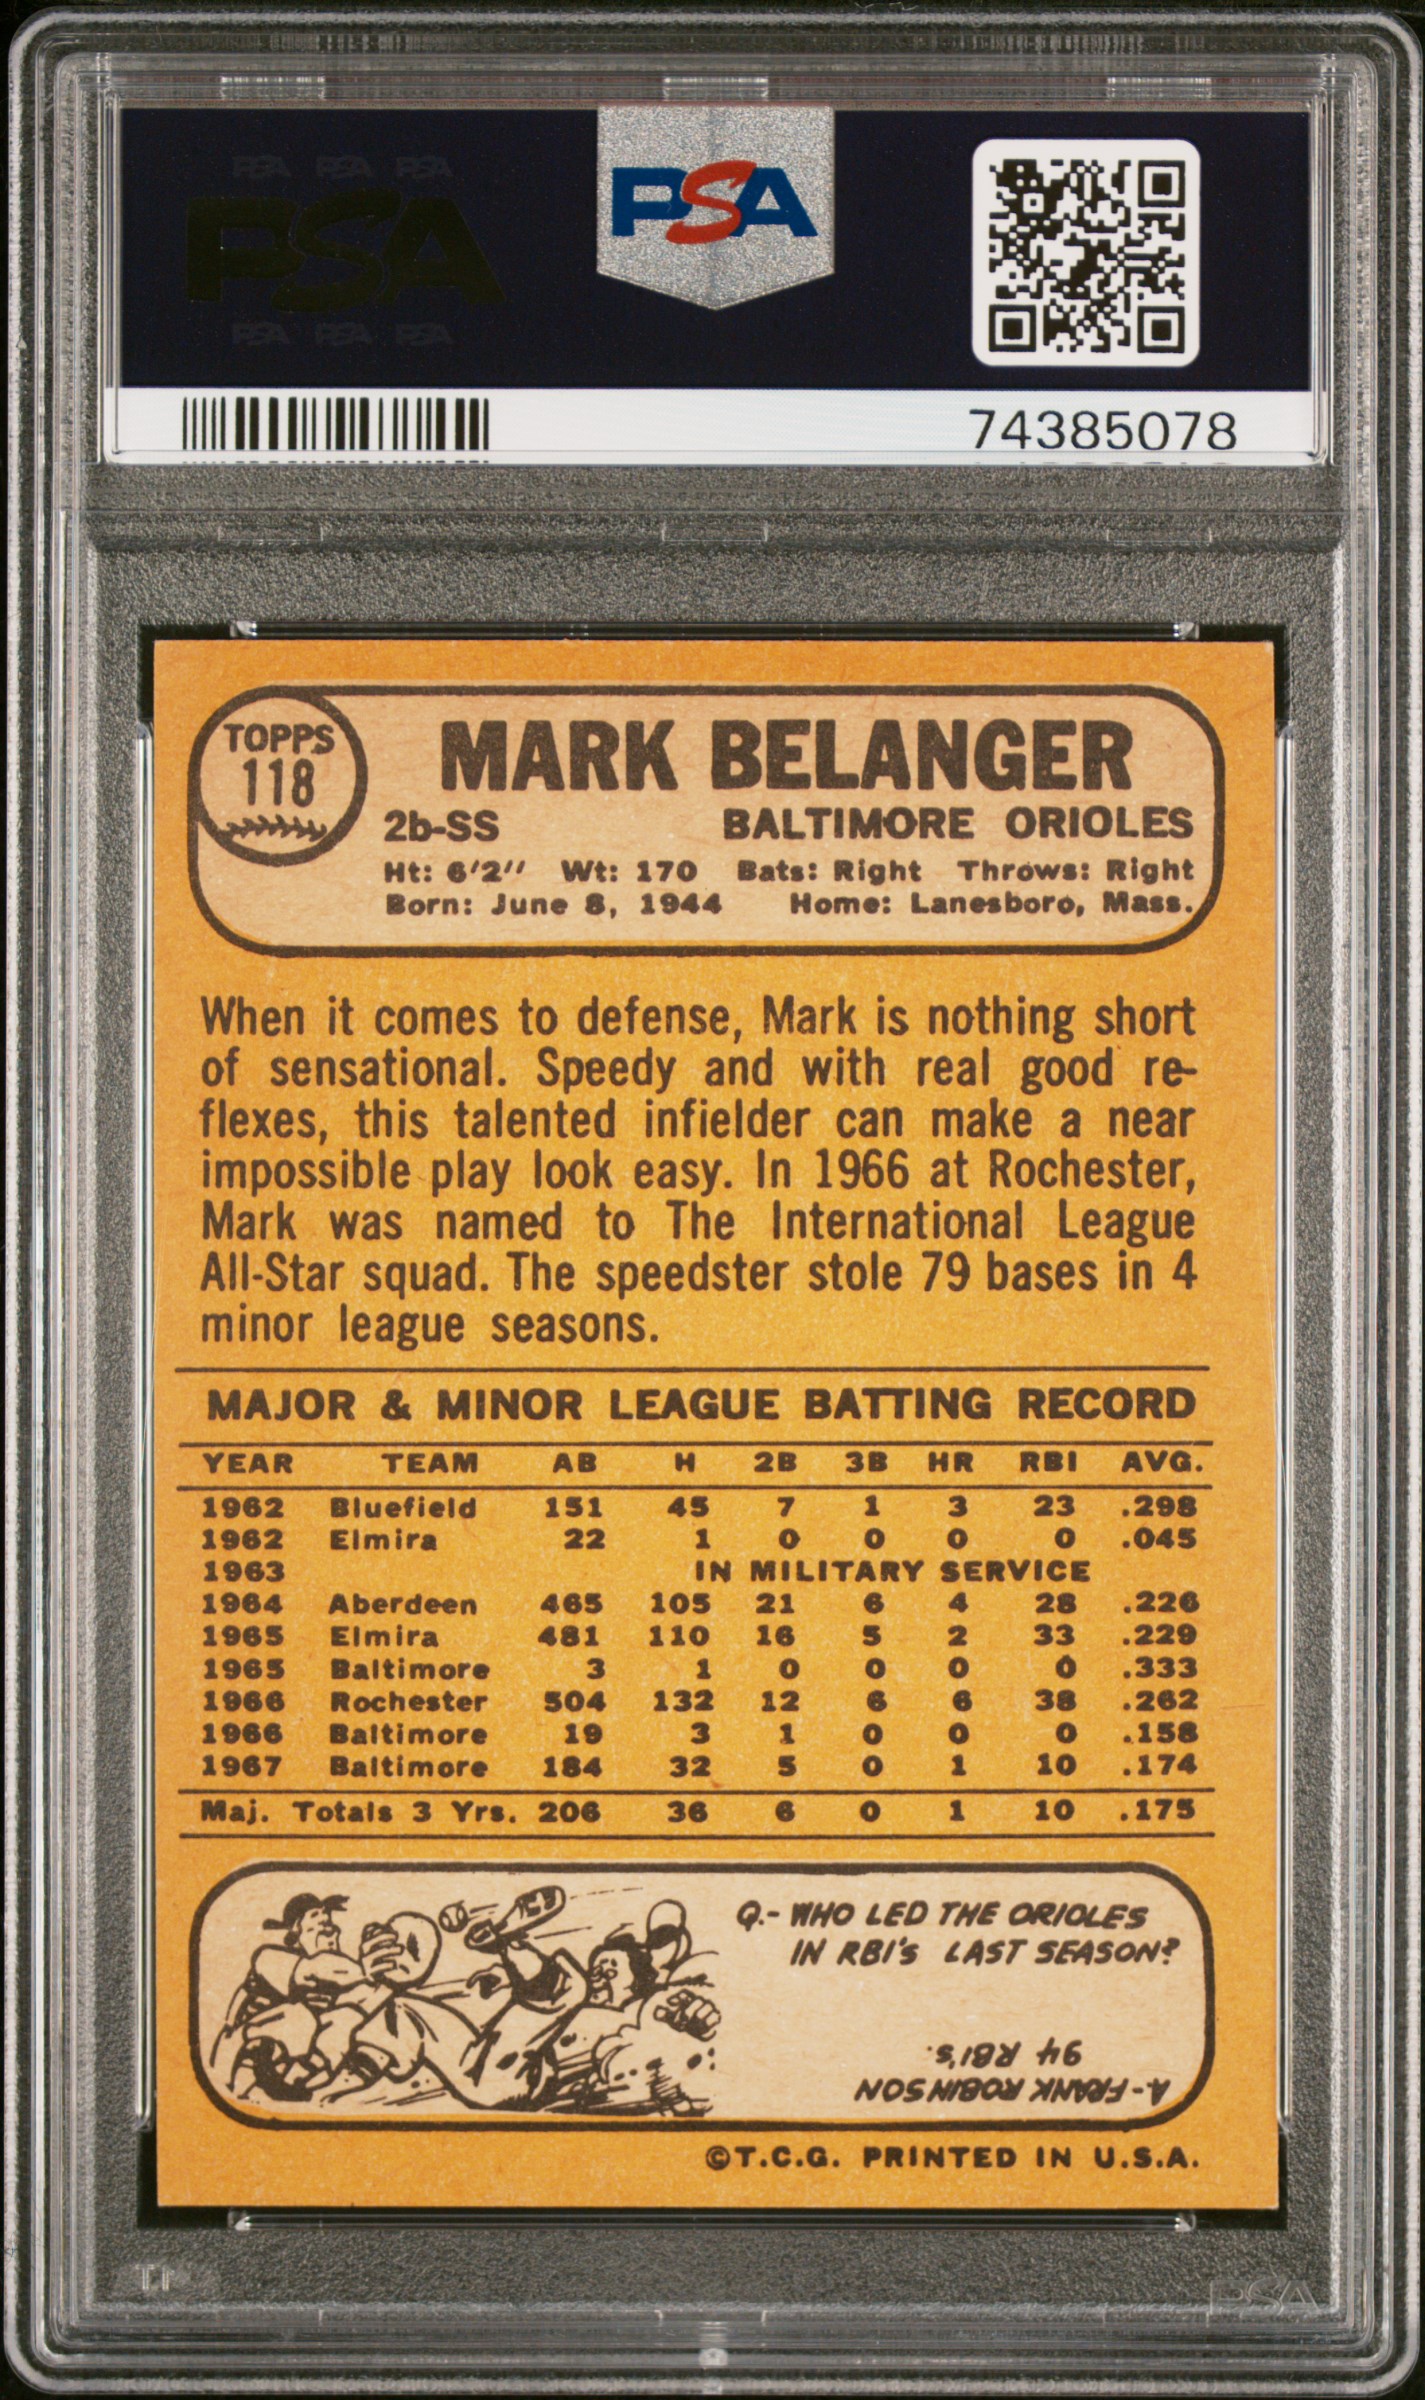 PSA PSA PSA
PSA
PSA PSA PSA
PSA
74385078
TOPPS
118
MARK BELANGER
2b-SS BALTIMORE ORIOLES
Ht: 6'2" Wt: 170 Bats: Right Throws: Right
Born: June 8, 1944 Home: Lanesboro, Mass.
When it comes to defense, Mark is nothing short
of sensational. Speedy and with real good re-
flexes, this talented infielder can make a near
impossible play look easy. In 1966 at Rochester,
Mark was named to The International League
All-Star squad. The speedster stole 79 bases in 4
minor league seasons.
MAJOR & MINOR LEAGUE BATTING RECORD
YEAR TEAM AB H 2B 3B HR RBI AVG.
1962 Bluefield 151 45 7 1 3 23 .298
1962 Elmira 22 1 0 0 0 0 .045
1963 IN MILITARY SERVICE
1964 Aberdeen 465 105 21 6 4 28 .226
1965 Elmira 481 110 16 5 2 33 .229
1965 Baltimore 3 1 0 0 0 0 .333
1966 Rochester 504 132 12 6 6 38 .262
1966 Baltimore 19 3 1 0 0 0 .158
1967 Baltimore 184 32 5 0 1 10 .174
Maj. Totals 3 Yrs. 206 36 6 0 1 10 .175
Q.- WHO LED THE ORIOLES
IN RBI'S LAST SEASON?
A.- FRANK ROBINSON
94 RBI'S.
©T.C.G. PRINTED IN U.S.A.
PSA